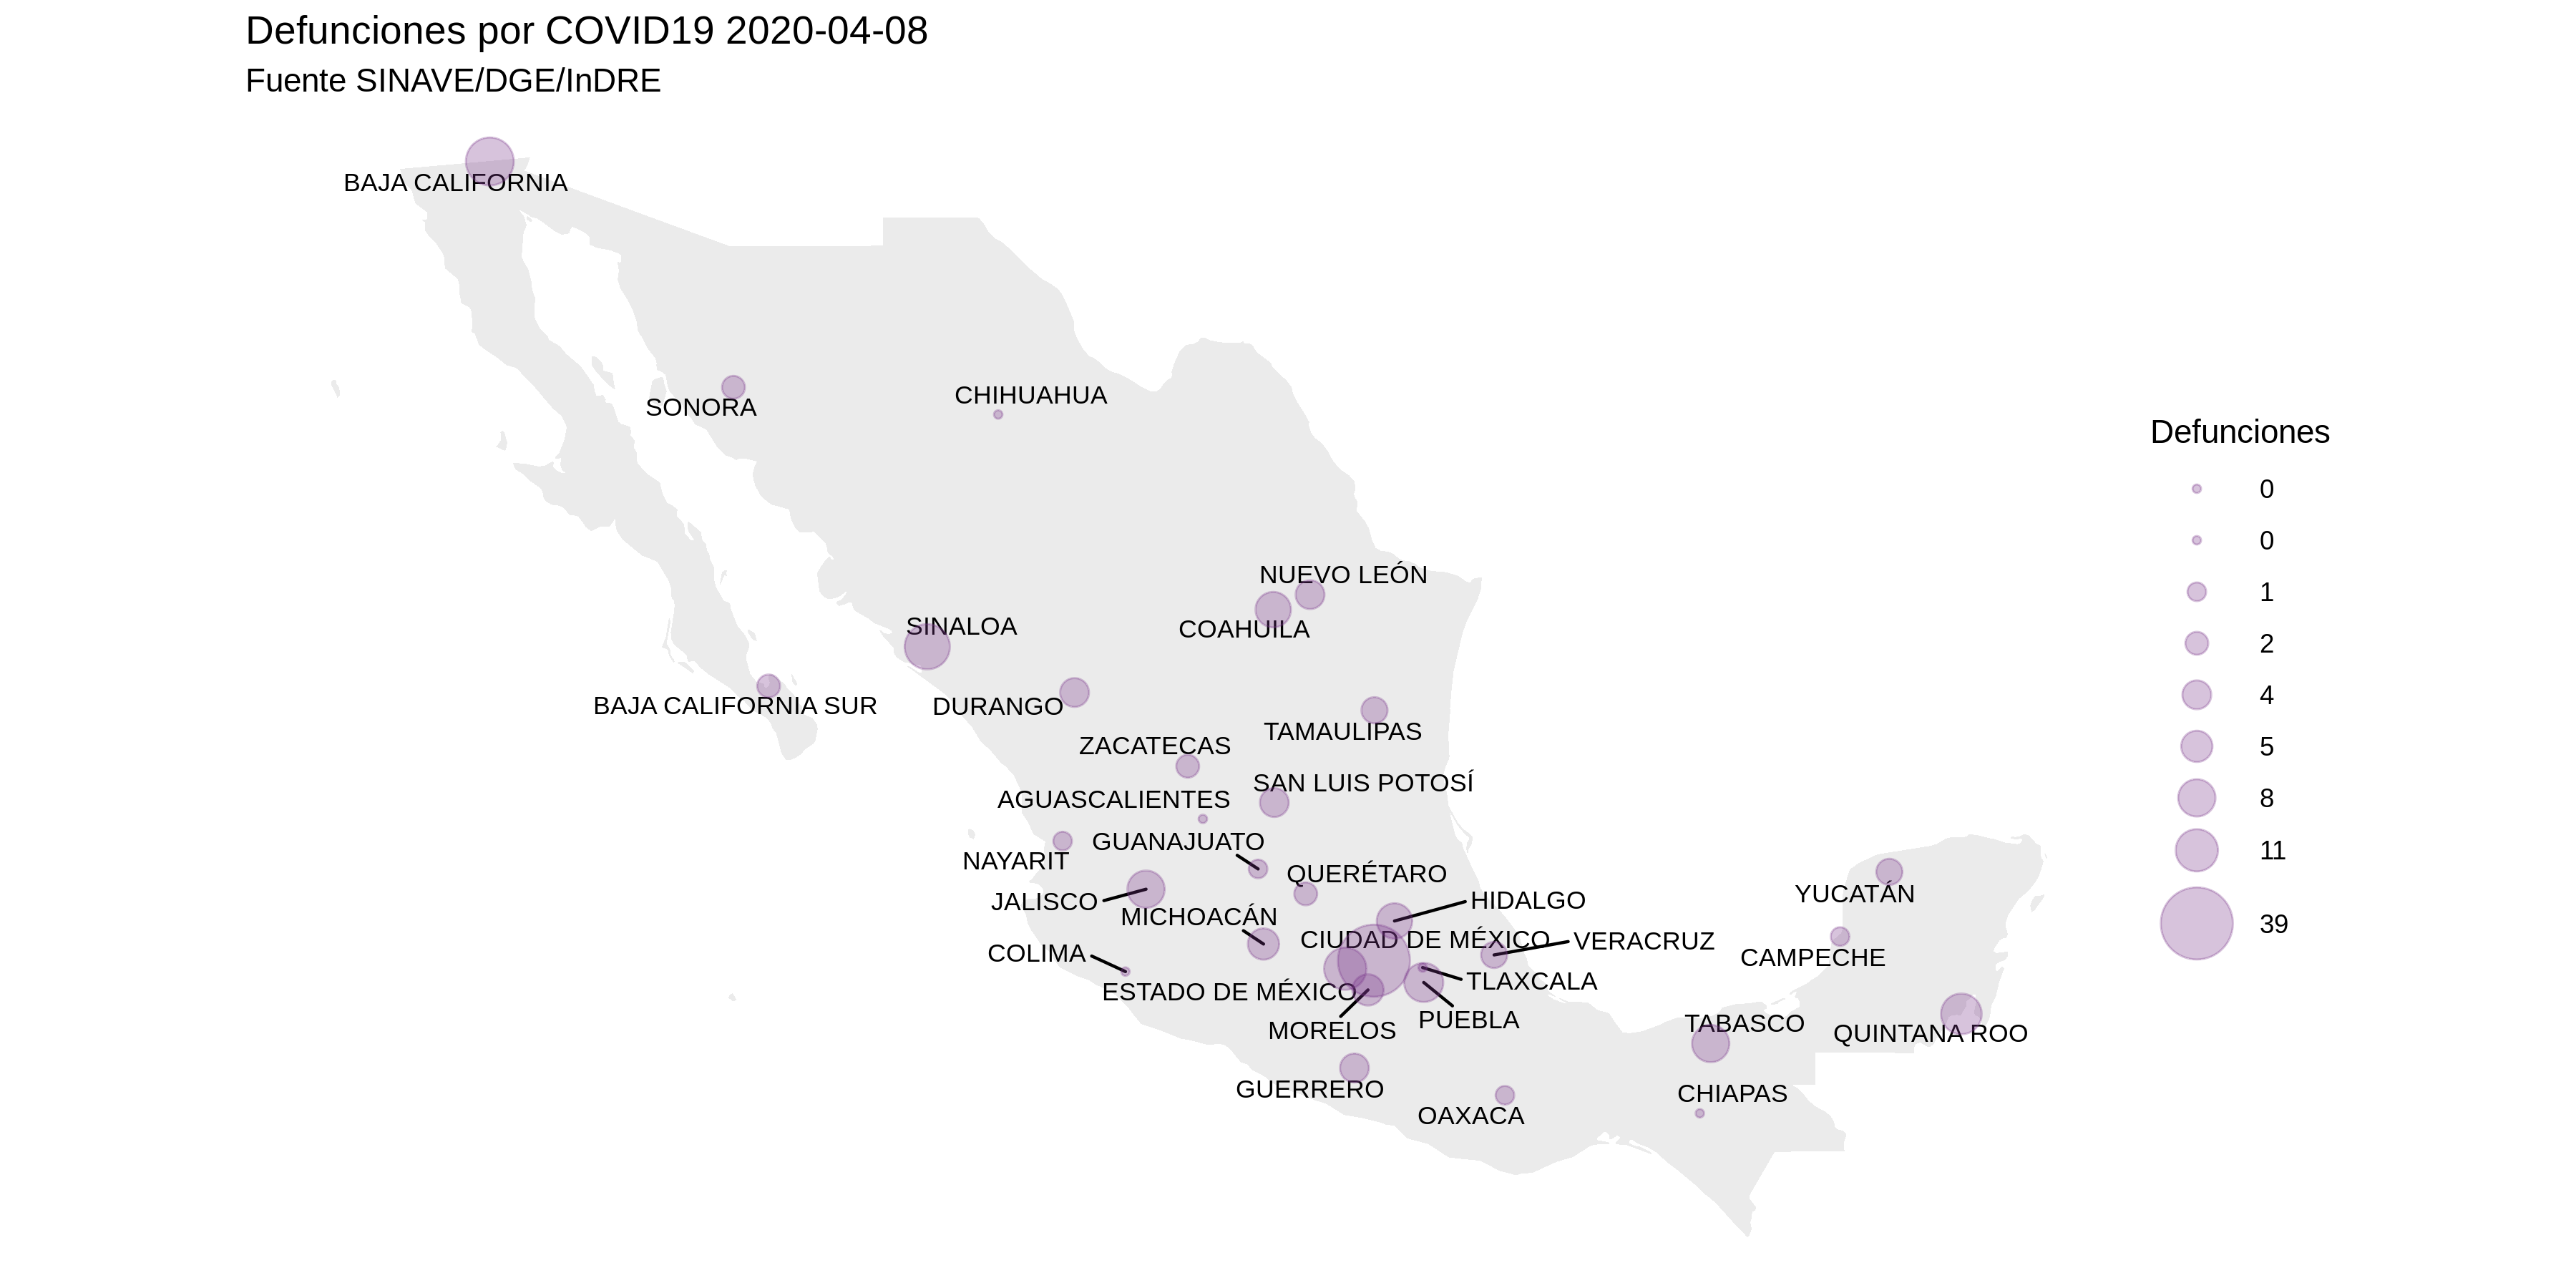 Defunciones por COVID19 2020-04-08
Fuente SINAVE/DGE/InDRE
BAJA CALIFORNIA
SONORA
CHIHUAHUA
NUEVO LEÓN
COAHUILA
SINALOA
BAJA CALIFORNIA SUR
DURANGO
TAMAULIPAS
ZACATECAS
SAN LUIS POTOSÍ
AGUASCALIENTES
GUANAJUATO
NAYARIT
QUERÉTARO
JALISCO
MICHOACÁN
HIDALGO
CIUDAD DE MÉXICO
VERACRUZ
COLIMA
TLAXCALA
ESTADO DE MÉXICO
PUEBLA
MORELOS
GUERRERO
OAXACA
YUCATÁN
CAMPECHE
TABASCO
QUINTANA ROO
CHIAPAS
Defunciones
0
0
1
2
4
5
8
11
39